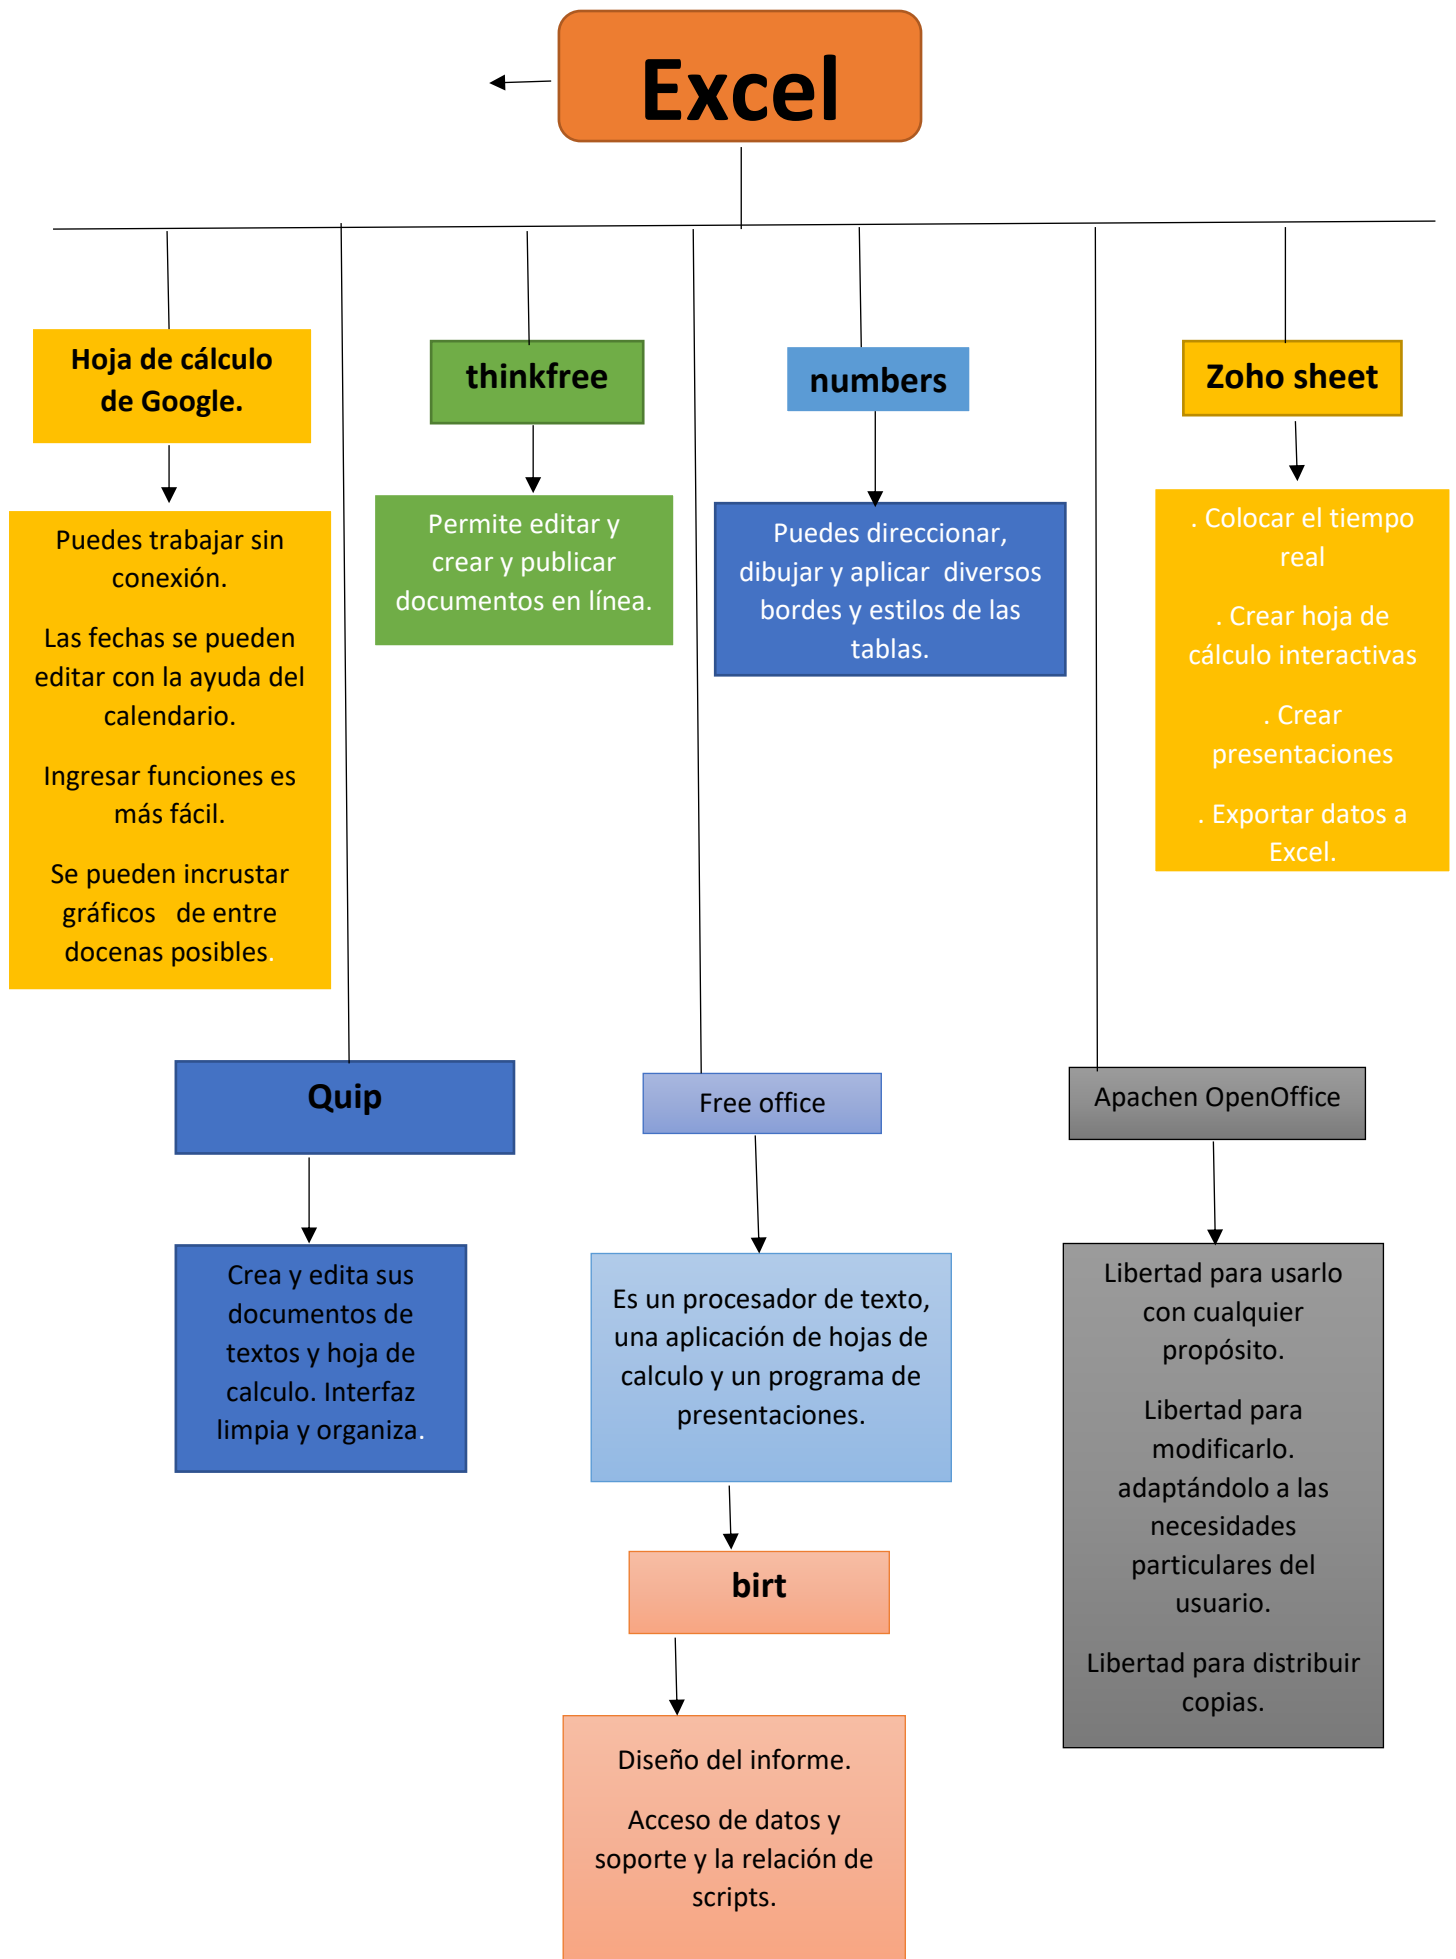 Excel
Hoja de cálculo
de Google.
Puedes trabajar sin
conexión.
Las fechas se pueden
editar con la ayuda del
calendario.
Ingresar funciones es
más fácil.
Se pueden incrustar
gráficos   de entre
docenas posibles.
thinkfree
Permite editar y
crear y publicar
documentos en línea.
numbers
Puedes direccionar,
dibujar y aplicar  diversos
bordes y estilos de las
tablas.
Zoho sheet
. Colocar el tiempo
real
. Crear hoja de
cálculo interactivas
. Crear
presentaciones
. Exportar datos a
Excel.
Quip
Crea y edita sus
documentos de
textos y hoja de
calculo. Interfaz
limpia y organiza.
Free office
Es un procesador de texto,
una aplicación de hojas de
calculo y un programa de
presentaciones.
birt
Diseño del informe.
Acceso de datos y
soporte y la relación de
scripts.
Apachen OpenOffice
Libertad para usarlo
con cualquier
propósito.
Libertad para
modificarlo.
adaptándolo a las
necesidades
particulares del
usuario.
Libertad para distribuir
copias.